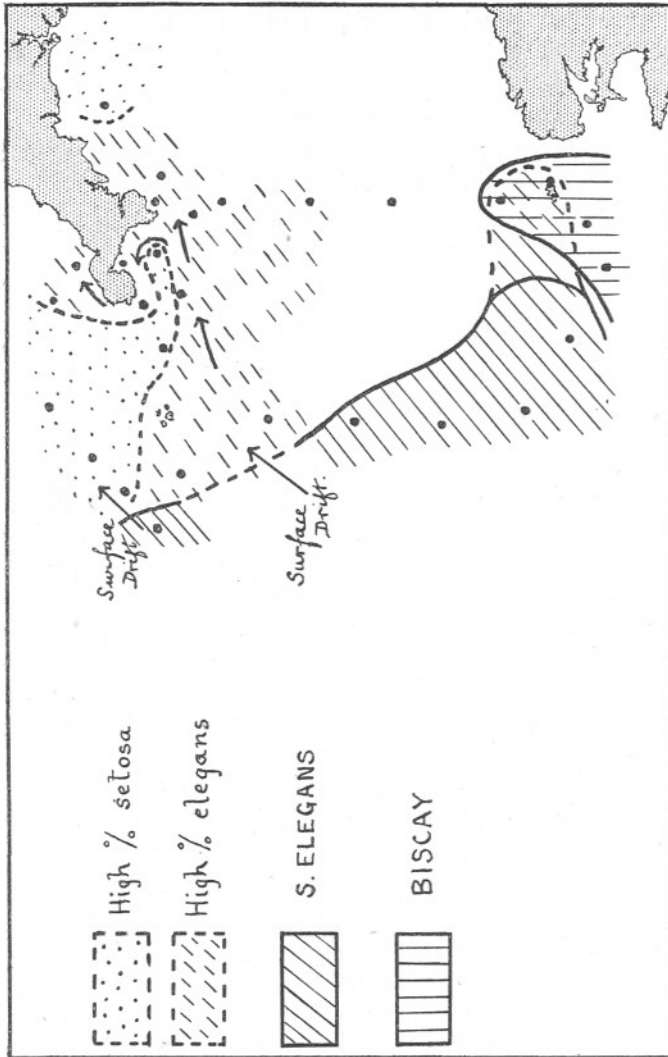 Surface
Drift.
Surface
Drift.
High % setosa
High % elegans
S. ELEGANS
BISCAY